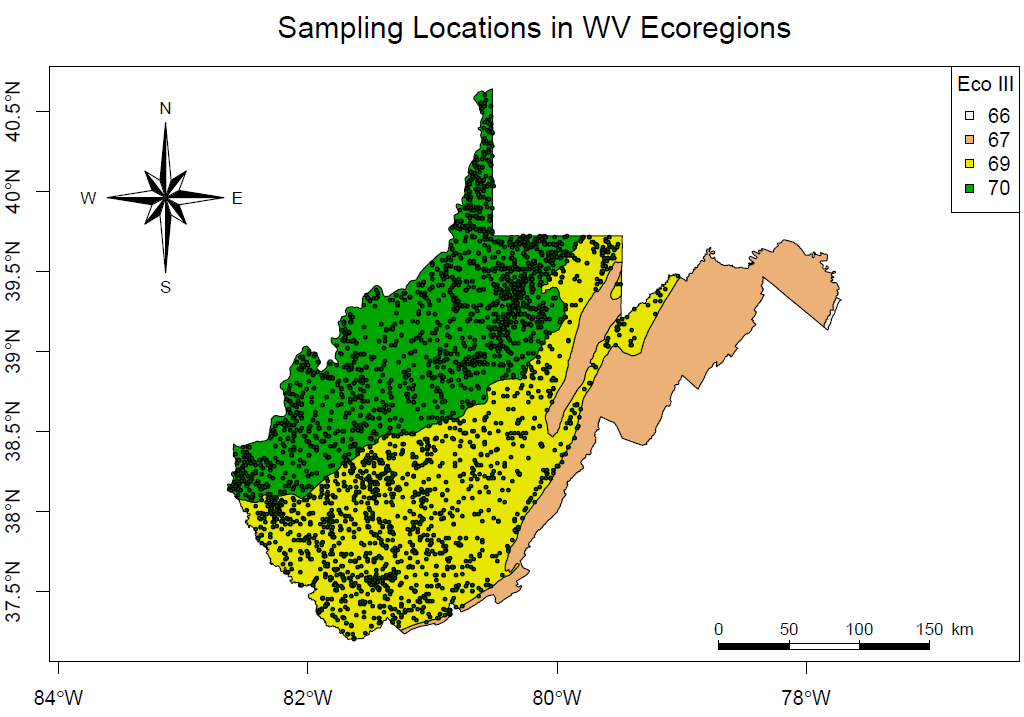 Sampling Locations in WV Ecoregions
Eco III
66
67
69
70
N
W
E
S
40.5°N
40°N
39.5°N
39°N
38.5°N
38°N
37.5°N
0
50
100
150 km
84°W
82°W
80°W
78°W